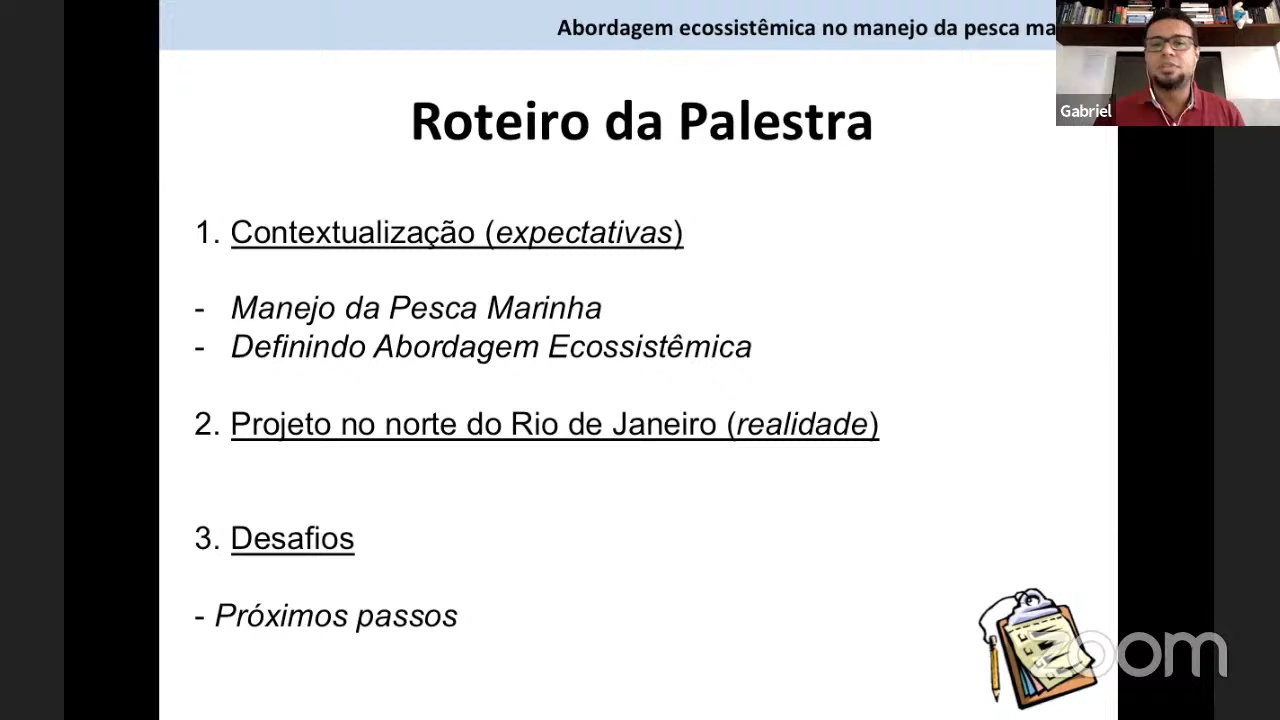 Abordagem ecossistêmica no manejo da pesca
Gabriel
Roteiro da Palestra
1. Contextualização (expectativas)
- Manejo da Pesca Marinha
- Definindo Abordagem Ecossistêmica
2. Projeto no norte do Rio de Janeiro (realidade)
3. Desafios
- Próximos passos
zoom